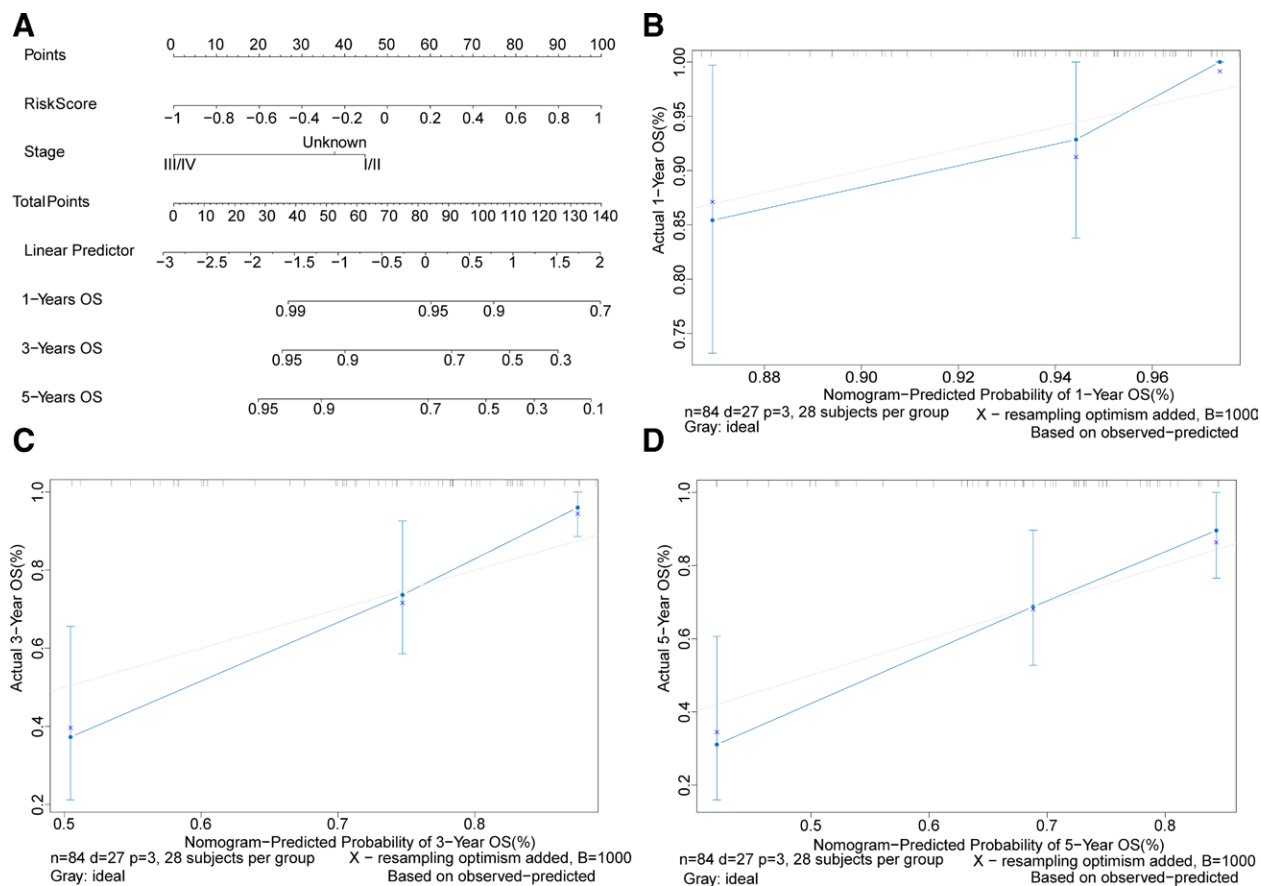 A
Points
0 10 20 30 40 50 60 70 80 90 100
RiskScore
−1 −0.8 −0.6 −0.4 −0.2 0 0.2 0.4 0.6 0.8 1
Stage
Unknown
III/IV I/II
TotalPoints
0 10 20 30 40 50 60 70 80 90 100 110 120 130 140
Linear Predictor
−3 −2.5 −2 −1.5 −1 −0.5 0 0.5 1 1.5 2
1−Years OS
0.99 0.95 0.9 0.7
3−Years OS
0.95 0.9 0.7 0.5 0.3
5−Years OS
0.95 0.9 0.7 0.5 0.3 0.1
B
Actual 1−Year OS(%)
1.00
0.95
0.90
0.85
0.80
0.75
0.88 0.90 0.92 0.94 0.96
Nomogram−Predicted Probability of 1−Year OS(%)
n=84 d=27 p=3, 28 subjects per group X − resampling optimism added, B=1000
Gray: ideal Based on observed−predicted
C
Actual 3−Year OS(%)
1.0
0.8
0.6
0.4
0.2
0.5 0.6 0.7 0.8
Nomogram−Predicted Probability of 3−Year OS(%)
n=84 d=27 p=3, 28 subjects per group X − resampling optimism added, B=1000
Gray: ideal Based on observed−predicted
D
Actual 5−Year OS(%)
1.0
0.8
0.6
0.4
0.2
0.5 0.6 0.7 0.8
Nomogram−Predicted Probability of 5−Year OS(%)
n=84 d=27 p=3, 28 subjects per group X − resampling optimism added, B=1000
Gray: ideal Based on observed−predicted